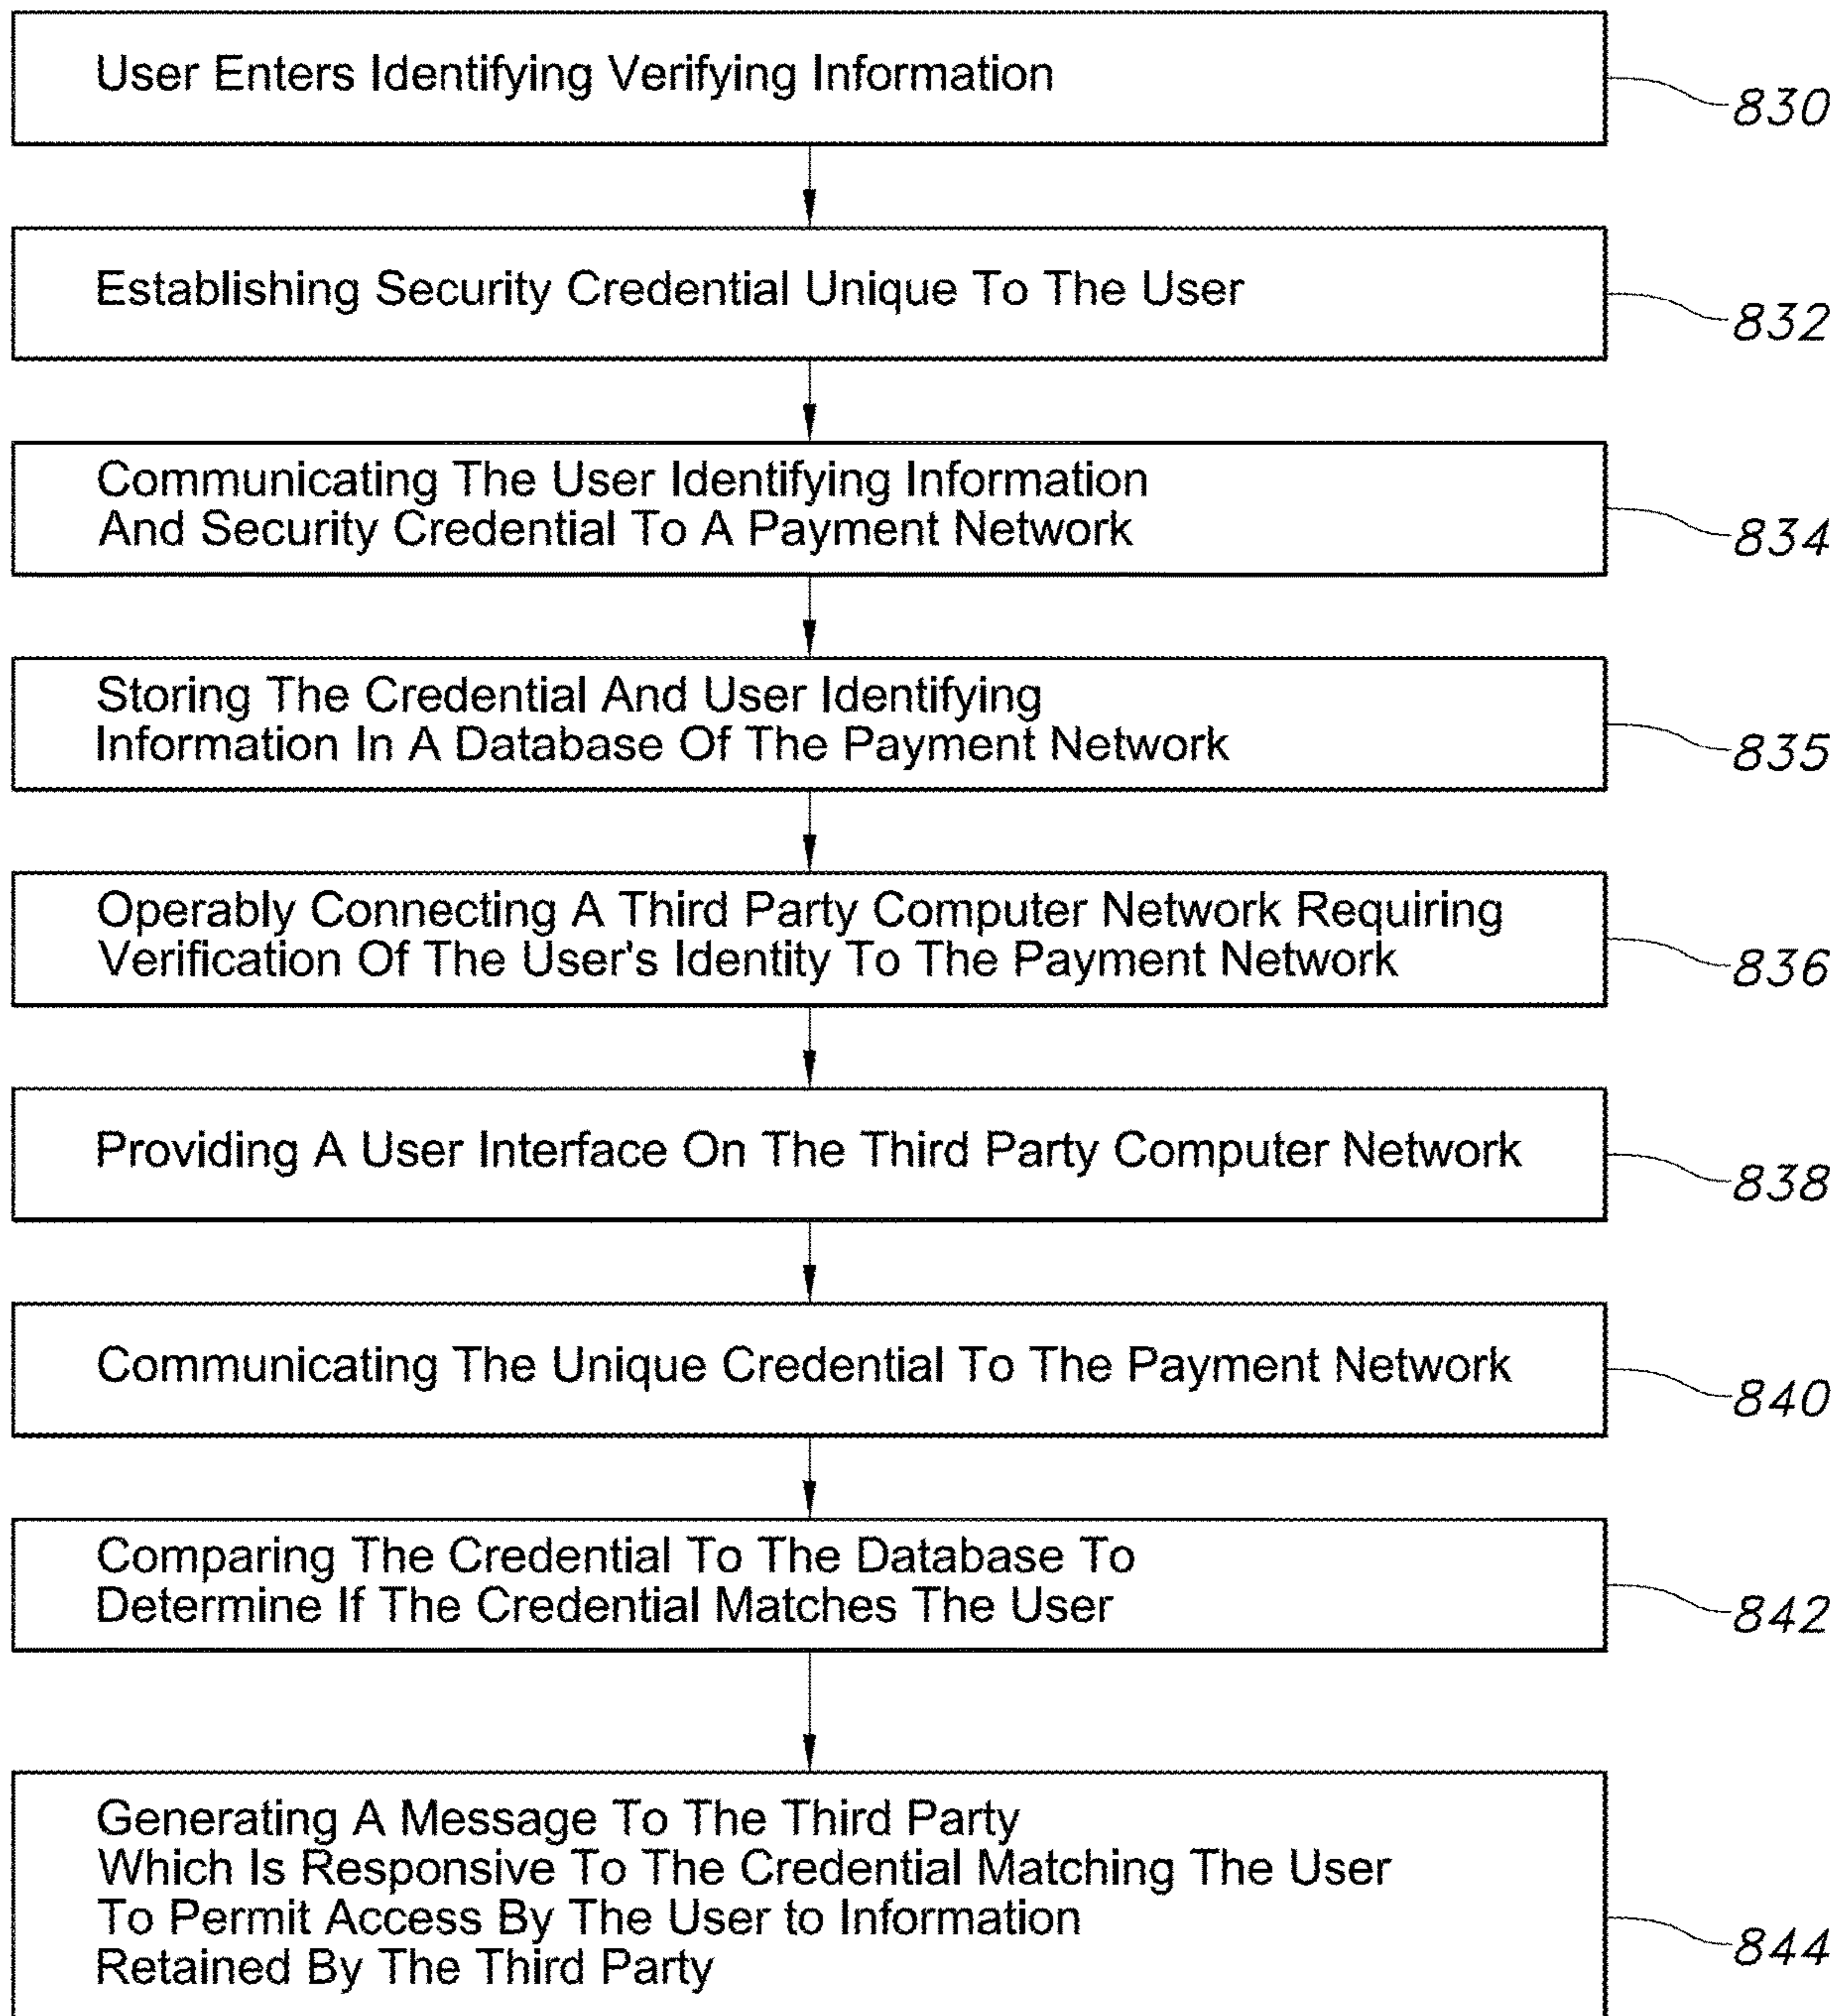 User Enters Identifying Verifying Information
830
Establishing Security Credential Unique To The User
832
Communicating The User Identifying Information
And Security Credential To A Payment Network
834
Storing The Credential And User Identifying
Information In A Database Of The Payment Network
835
Operably Connecting A Third Party Computer Network Requiring
Verification Of The User's Identity To The Payment Network
836
Providing A User Interface On The Third Party Computer Network
838
Communicating The Unique Credential To The Payment Network
840
Comparing The Credential To The Database To
Determine If The Credential Matches The User
842
Generating A Message To The Third Party
Which Is Responsive To The Credential Matching The User
To Permit Access By The User to Information
Retained By The Third Party
844